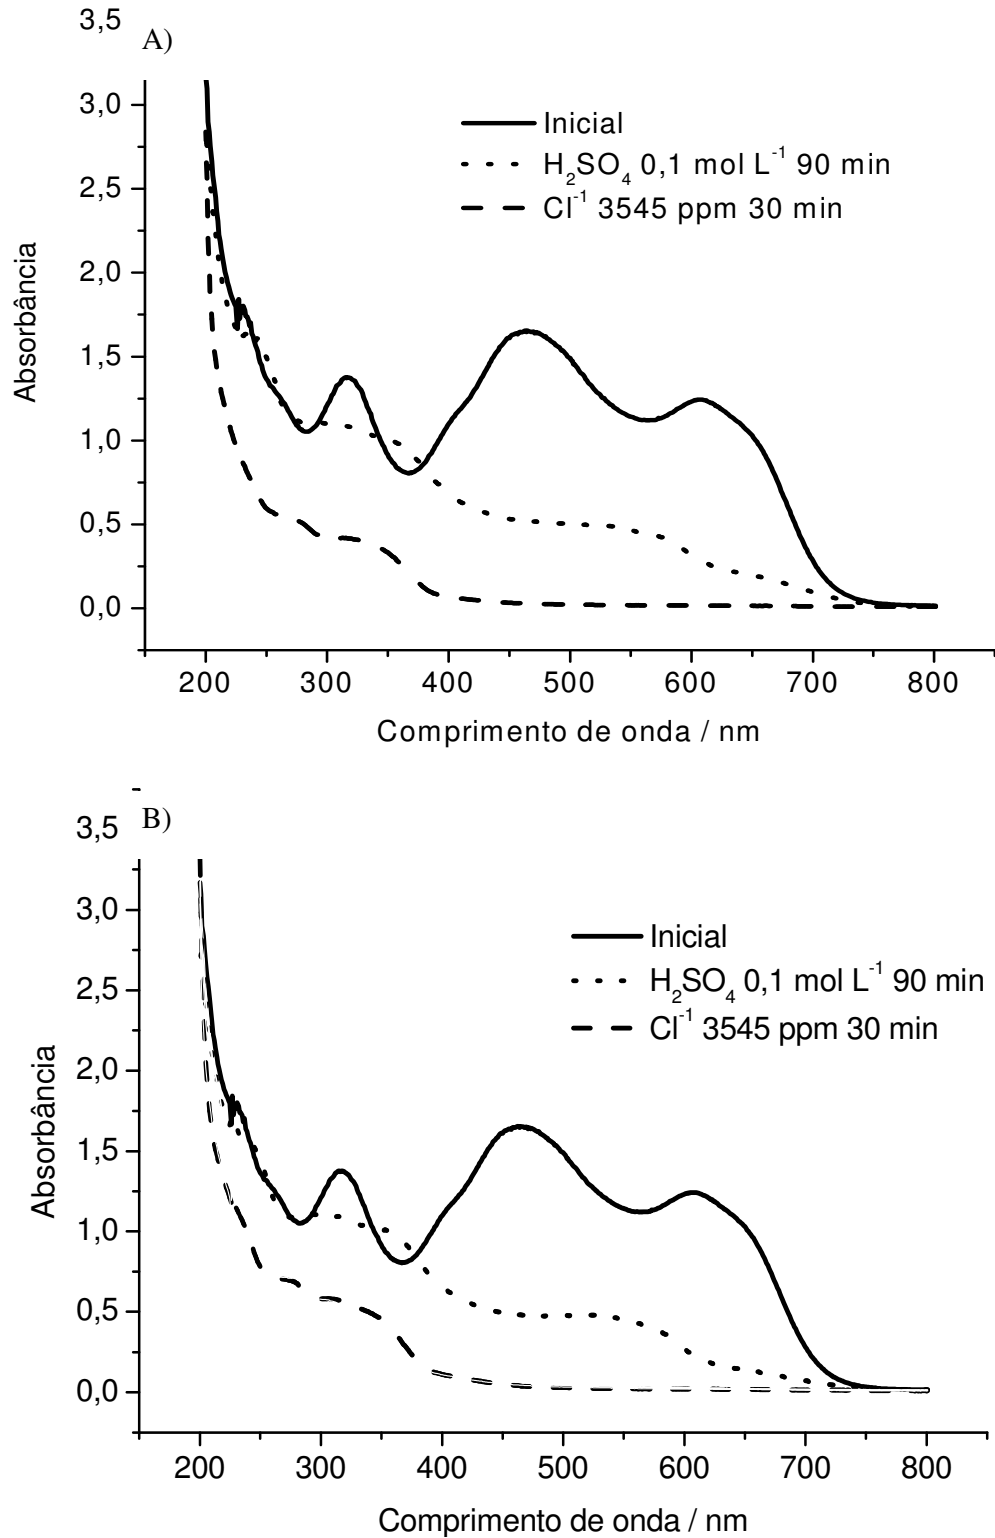 3,5
A)
3,0
2,5
2,0
1,5
1,0
0,5
0,0
Absorbância
Inicial
H2SO4 0,1 mol L-1 90 min
Cl-1 3545 ppm 30 min
200 300 400 500 600 700 800
Comprimento de onda / nm
3,5
B)
3,0
2,5
2,0
1,5
1,0
0,5
0,0
Absorbância
Inicial
H2SO4 0,1 mol L-1 90 min
Cl-1 3545 ppm 30 min
200 300 400 500 600 700 800
Comprimento de onda / nm